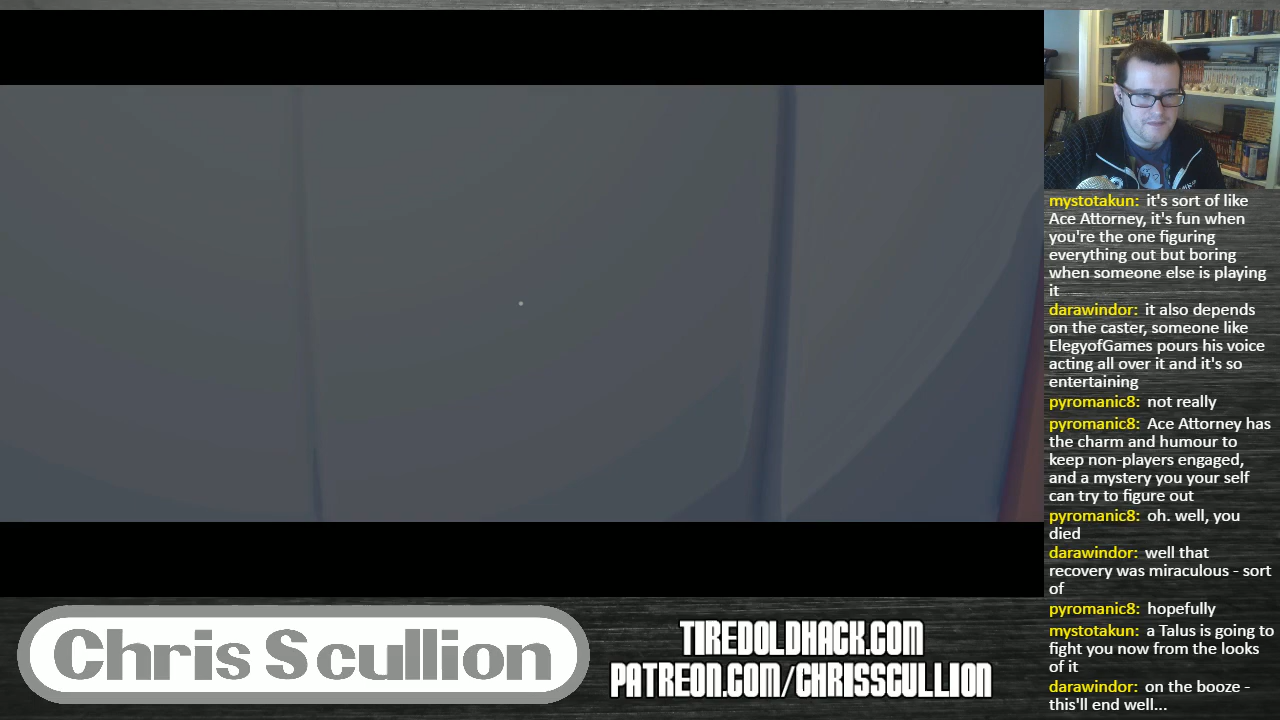 mystotakun: it's sort of like
Ace Attorney, it's fun when
you're the one figuring
everything out but boring
when someone else is playing
it
darawindor: it also depends
on the caster, someone like
ElegyofGames pours his voice
acting all over it and it's so
entertaining
pyromanic8: not really
pyromanic8: Ace Attorney has
the charm and humour to
keep non-players engaged,
and a mystery you your self
can try to figure out
pyromanic8: oh. well, you
died
darawindor: well that
recovery was miraculous - sort
of
pyromanic8: hopefully
mystotakun: a Talus is going to
fight you now from the looks
of it
darawindor: on the booze -
this'll end well...
Chris Scullion
TIREDOLDHACK.COM
PATREON.COM/CHRISSCULLION